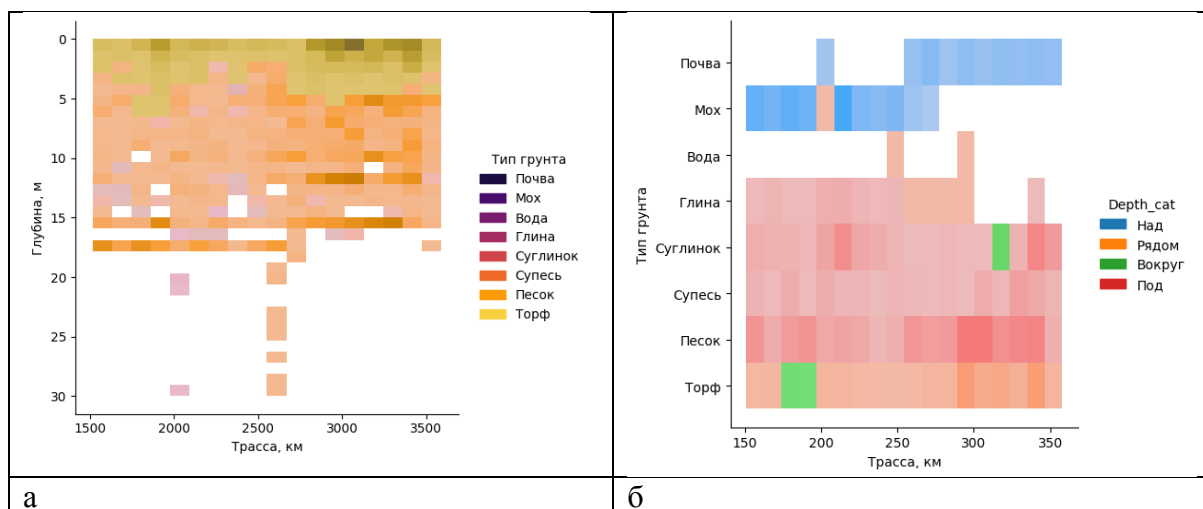 0
5
10
15
20
25
30
Глубина, м
1500
2000
2500
3000
3500
Трасса, км
Тип грунта
Почва
Мох
Вода
Глина
Суглинок
Супесь
Песок
Торф
а
Почва
Мох
Вода
Глина
Суглинок
Супесь
Песок
Торф
Тип грунта
150
200
250
300
350
Трасса, км
Depth_cat
Над
Рядом
Вокруг
Под
б